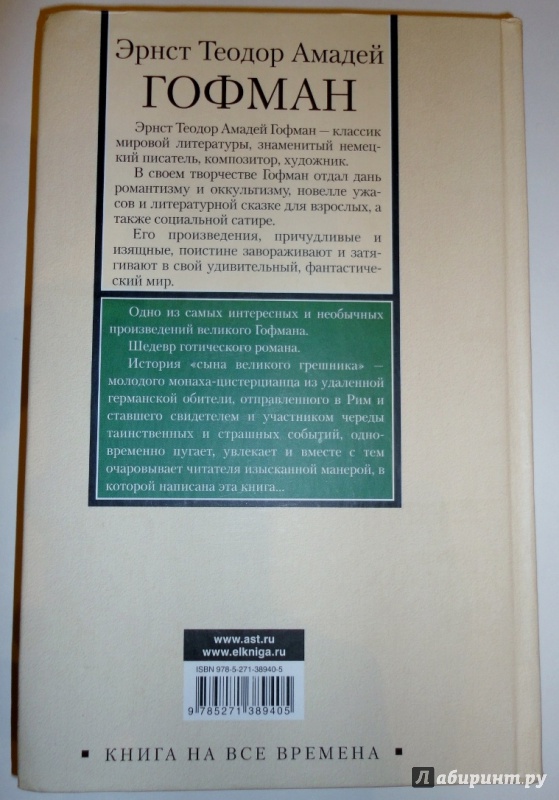 Эрнст Теодор Амадей
ГОФМАН
Эрнст Теодор Амадей Гофман – классик
мировой литературы, знаменитый немец-
кий писатель, композитор, художник.
В своем творчестве Гофман отдал дань
романтизму и оккультизму, новелле ужа-
сов и литературной сказке для взрослых, а
также социальной сатире.
Его произведения, причудливые и
изящные, поистине завораживают и затя-
гивают в свой удивительный, фантастиче-
ский мир.
Одно из самых интересных и необычных
произведений великого Гофмана.
Шедевр готического романа.
История «сына великого грешника» –
молодого монаха-цистерцианца из удаленной
германской обители, отправленного в Рим и
ставшего свидетелем и участником череды
таинственных и страшных событий, одно-
временно пугает, увлекает и вместе с тем
очаровывает читателя изысканной манерой, в
которой написана эта книга...
www.ast.ru
www.elkniga.ru
ISBN 978-5-271-38940-5
9 785271 389405
▪ КНИГА НА ВСЕ ВРЕМЕНА ▪
Лабиринт.ру